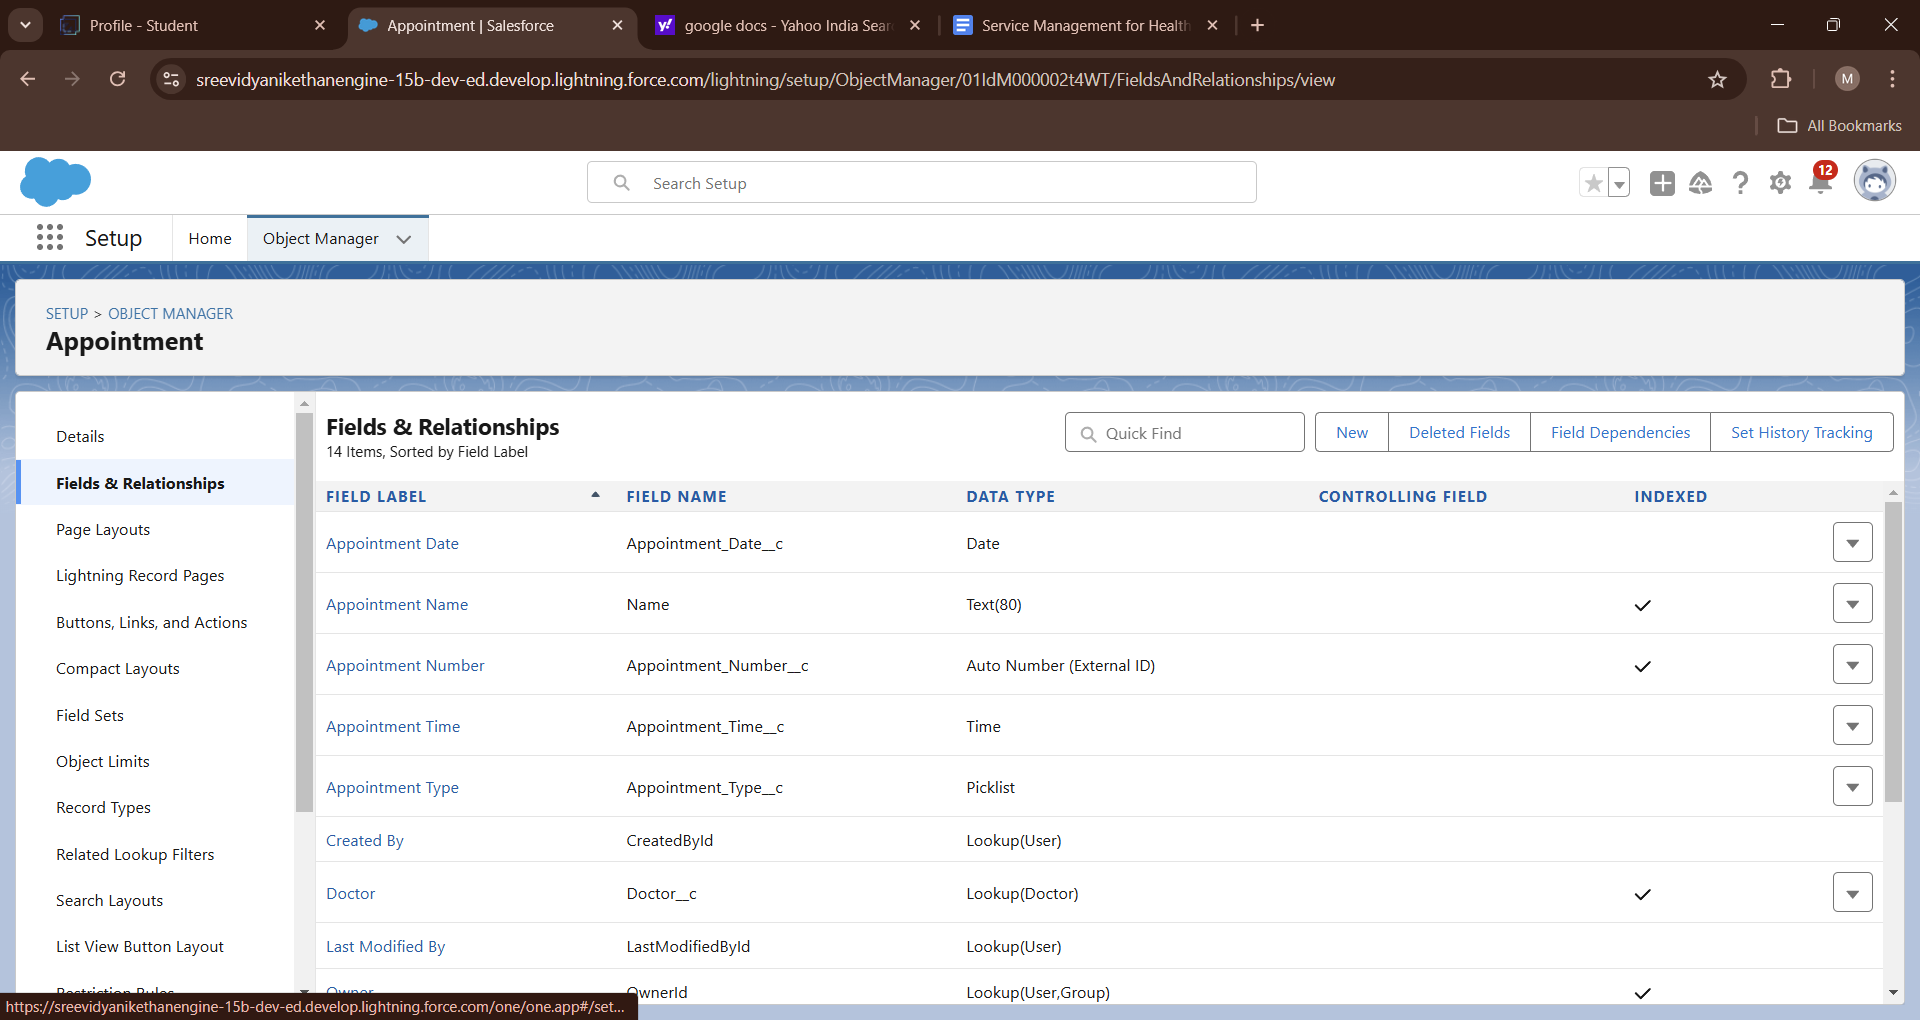 Profile - Student
Appointment | Salesforce
google docs - Yahoo India Sear
Service Management for Health
sreevidyanikethanengine-15b-dev-ed.develop.lightning.force.com/lightning/setup/ObjectManager/01IdM000002t4WT/FieldsAndRelationships/view
M
All Bookmarks
Search Setup
12
Setup
Home
Object Manager
SETUP > OBJECT MANAGER
Appointment
Details
Fields & Relationships
Page Layouts
Lightning Record Pages
Buttons, Links, and Actions
Compact Layouts
Field Sets
Object Limits
Record Types
Related Lookup Filters
Search Layouts
List View Button Layout
Restriction Rules
Fields & Relationships
14 Items, Sorted by Field Label
Quick Find
New
Deleted Fields
Field Dependencies
Set History Tracking
FIELD LABEL FIELD NAME DATA TYPE CONTROLLING FIELD INDEXED
Appointment Date Appointment_Date__c Date
Appointment Name Name Text(80)
Appointment Number Appointment_Number__c Auto Number (External ID)
Appointment Time Appointment_Time__c Time
Appointment Type Appointment_Type__c Picklist
Created By CreatedById Lookup(User)
Doctor Doctor__c Lookup(Doctor)
Last Modified By LastModifiedById Lookup(User)
Owner OwnerId Lookup(User,Group)
https://sreevidyanikethanengine-15b-dev-ed.develop.lightning.force.com/one/one.app#/set...